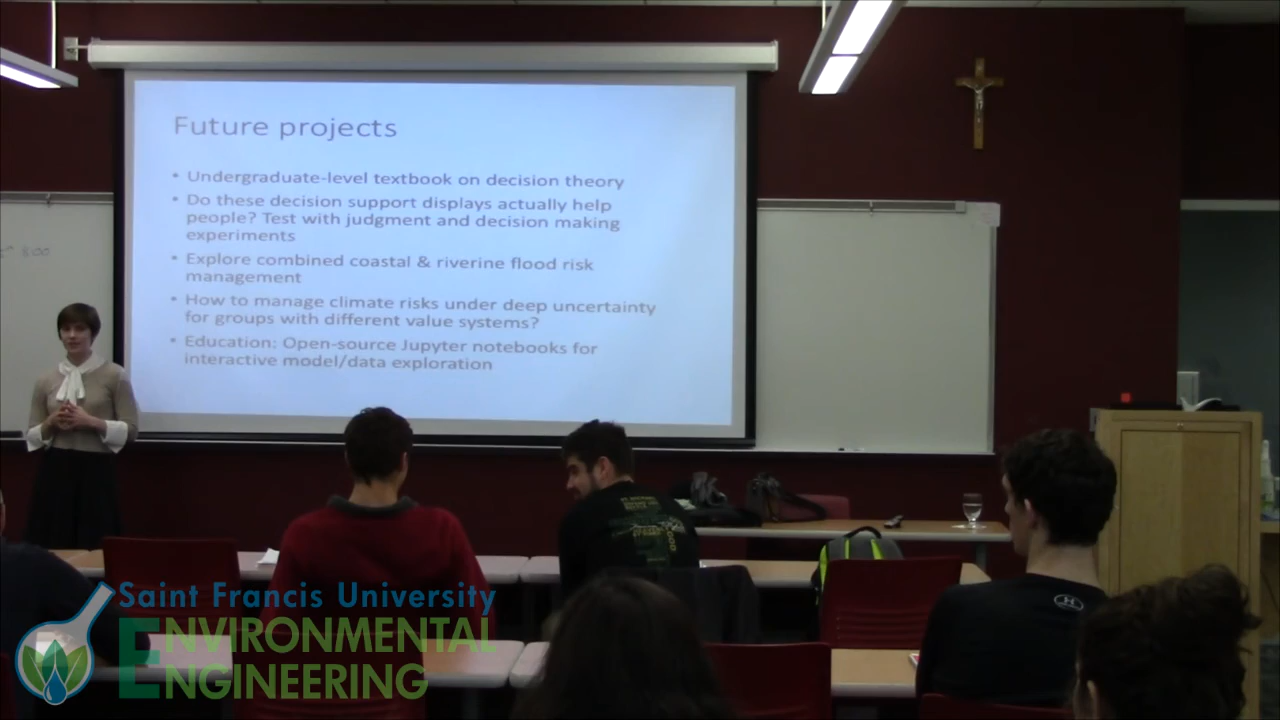 Future projects
• Undergraduate-level textbook on decision theory
• Do these decision support displays actually help
people? Test with judgment and decision making
experiments
• Explore combined coastal & riverine flood risk
management
• How to manage climate risks under deep uncertainty
for groups with different value systems?
• Education: Open-source Jupyter notebooks for
interactive model/data exploration
Saint Francis University
ENVIRONMENTAL
ENGINEERING